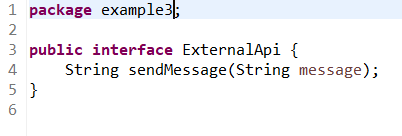 1 package example3;
2
3 public interface ExternalApi {
4     String sendMessage(String message);
5 }
6